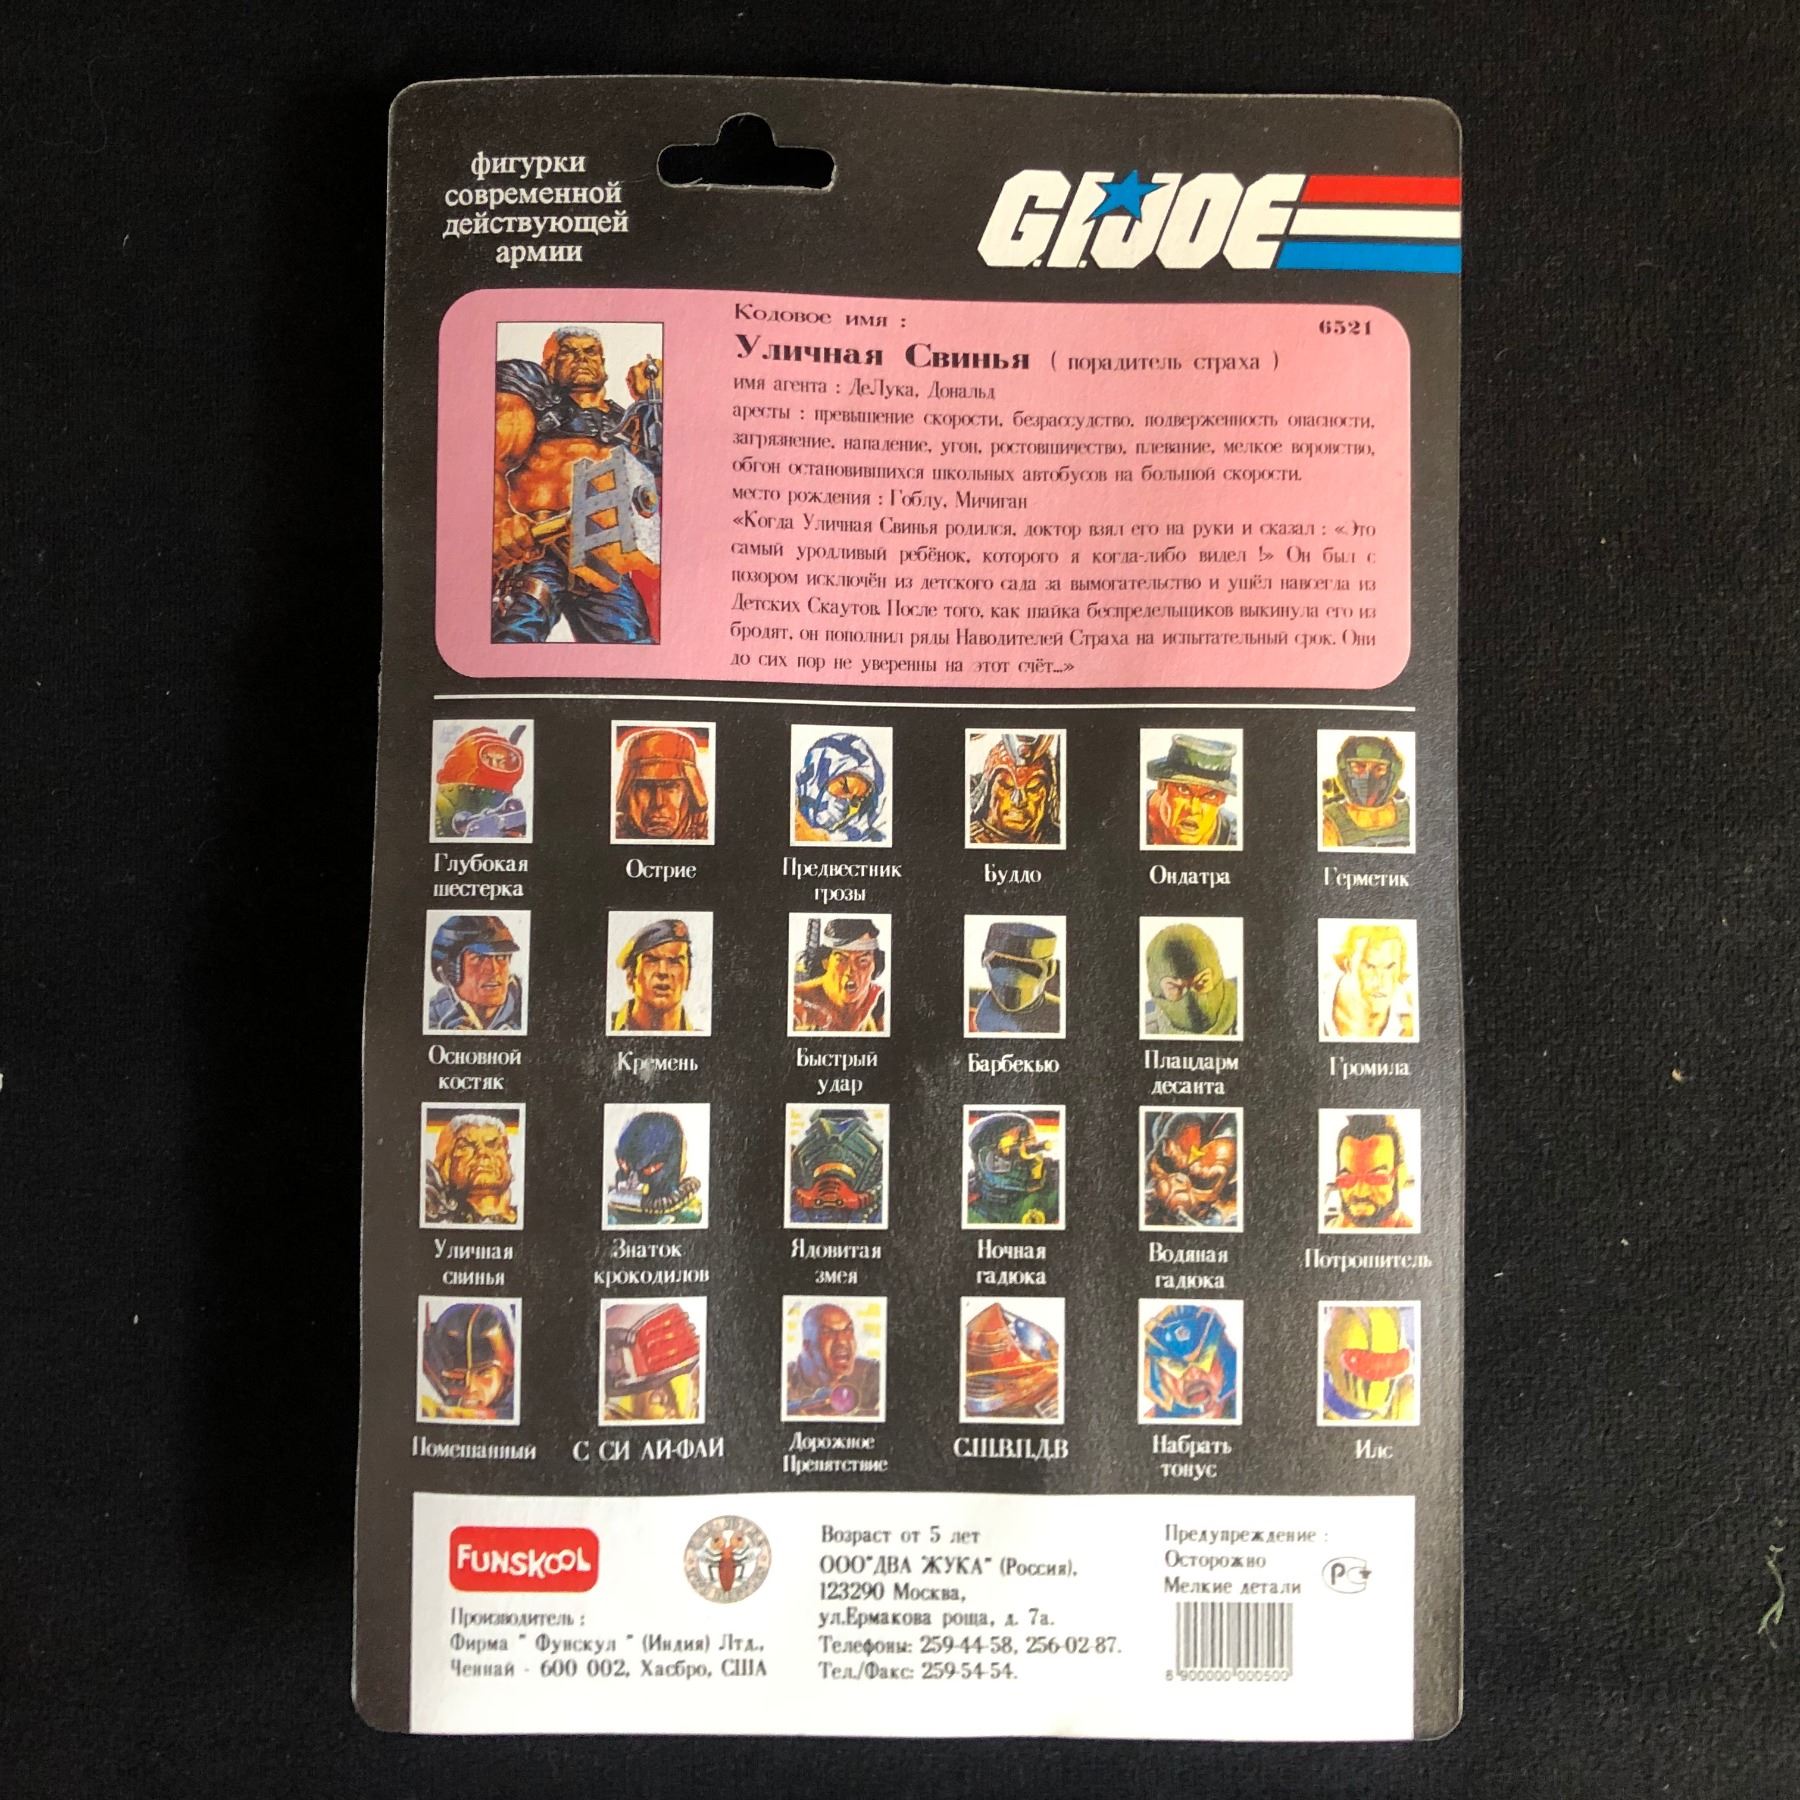 фигурки
современной
действующей
армии
G.I.JOE
Кодовое имя :
6521
Уличная Свинья ( порадитель страха )
имя агента : ДеЛука, Дональд
аресты : превышение скорости, безрассудство, подверженность опасности,
загрязнение, нападение, угон, ростовщичество, плевание, мелкое воровство,
обгон остановившихся школьных автобусов на большой скорости.
место рождения : Гоблу, Мичиган
«Когда Уличная Свинья родился, доктор взял его на руки и сказал : «Это
самый уродливый ребёнок, которого я когда-либо видел !» Он был с
позором исключён из детского сада за вымогательство и ушёл навсегда из
Детских Скаутов. После того, как шайка беспредельщиков выкинула его из
бродят, он пополнил ряды Наводителей Страха на испытательный срок. Они
до сих пор не уверенны на этот счёт...»
Глубокая
шестерка
Острие
Предвестник
грозы
Будло
Ондатра
Герметик
Основной
костяк
Кремень
Быстрый
удар
Барбекью
Плацдарм
десанта
Громила
Уличная
свинья
Знаток
крокодилов
Ядовитая
змея
Ночная
гадюка
Водяная
гадюка
Потрошитель
Помешанный
С СИ АЙ-ФАЙ
Дорожное
Препятствие
С.Ш.В.П.Д.В
Набрать
тонус
Илс
FUNSKOOL
Производитель :
Фирма " Фунскул " (Индия) Лтд.,
Ченнай - 600 002, Хасбро, США
Возраст от 5 лет
ООО"ДВА ЖУКА" (Россия),
123290 Москва,
ул.Ермакова роща, д. 7а.
Телефоны: 259-44-58, 256-02-87.
Тел./Факс: 259-54-54.
Предупреждение :
Осторожно
Мелкие детали
8 900000 000500